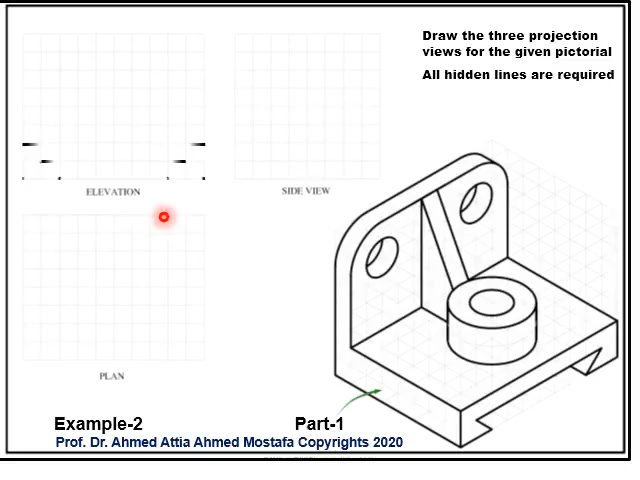 Draw the three projection
views for the given pictorial
All hidden lines are required
ELEVATION
SIDE VIEW
PLAN
Example-2
Part-1
Prof. Dr. Ahmed Attia Ahmed Mostafa Copyrights 2020